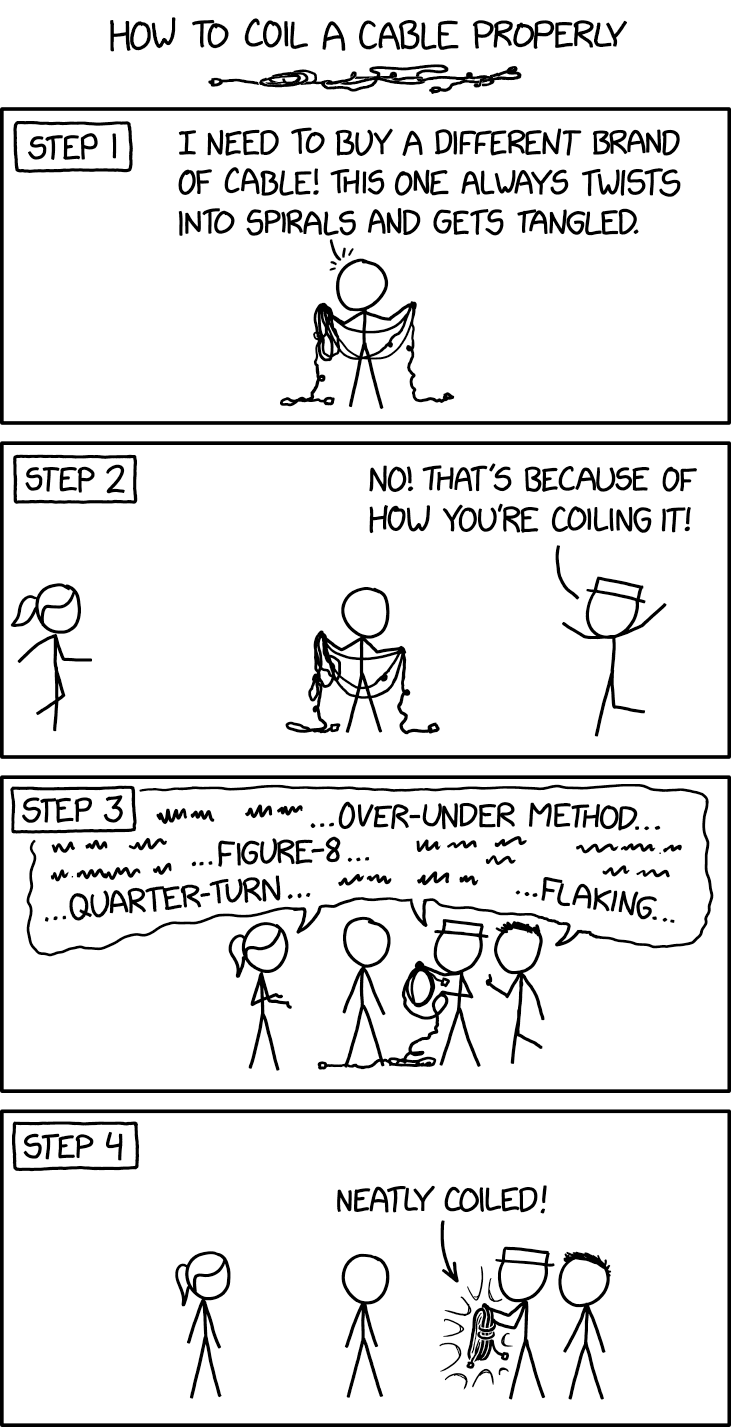 HOW TO COIL A CABLE PROPERLY
STEP 1
I NEED TO BUY A DIFFERENT BRAND
OF CABLE! THIS ONE ALWAYS TWISTS
INTO SPIRALS AND GETS TANGLED.
STEP 2
NO! THAT'S BECAUSE OF
HOW YOU'RE COILING IT!
STEP 3
...OVER-UNDER METHOD...
...FIGURE-8...
...QUARTER-TURN...
...FLAKING...
STEP 4
NEATLY COILED!